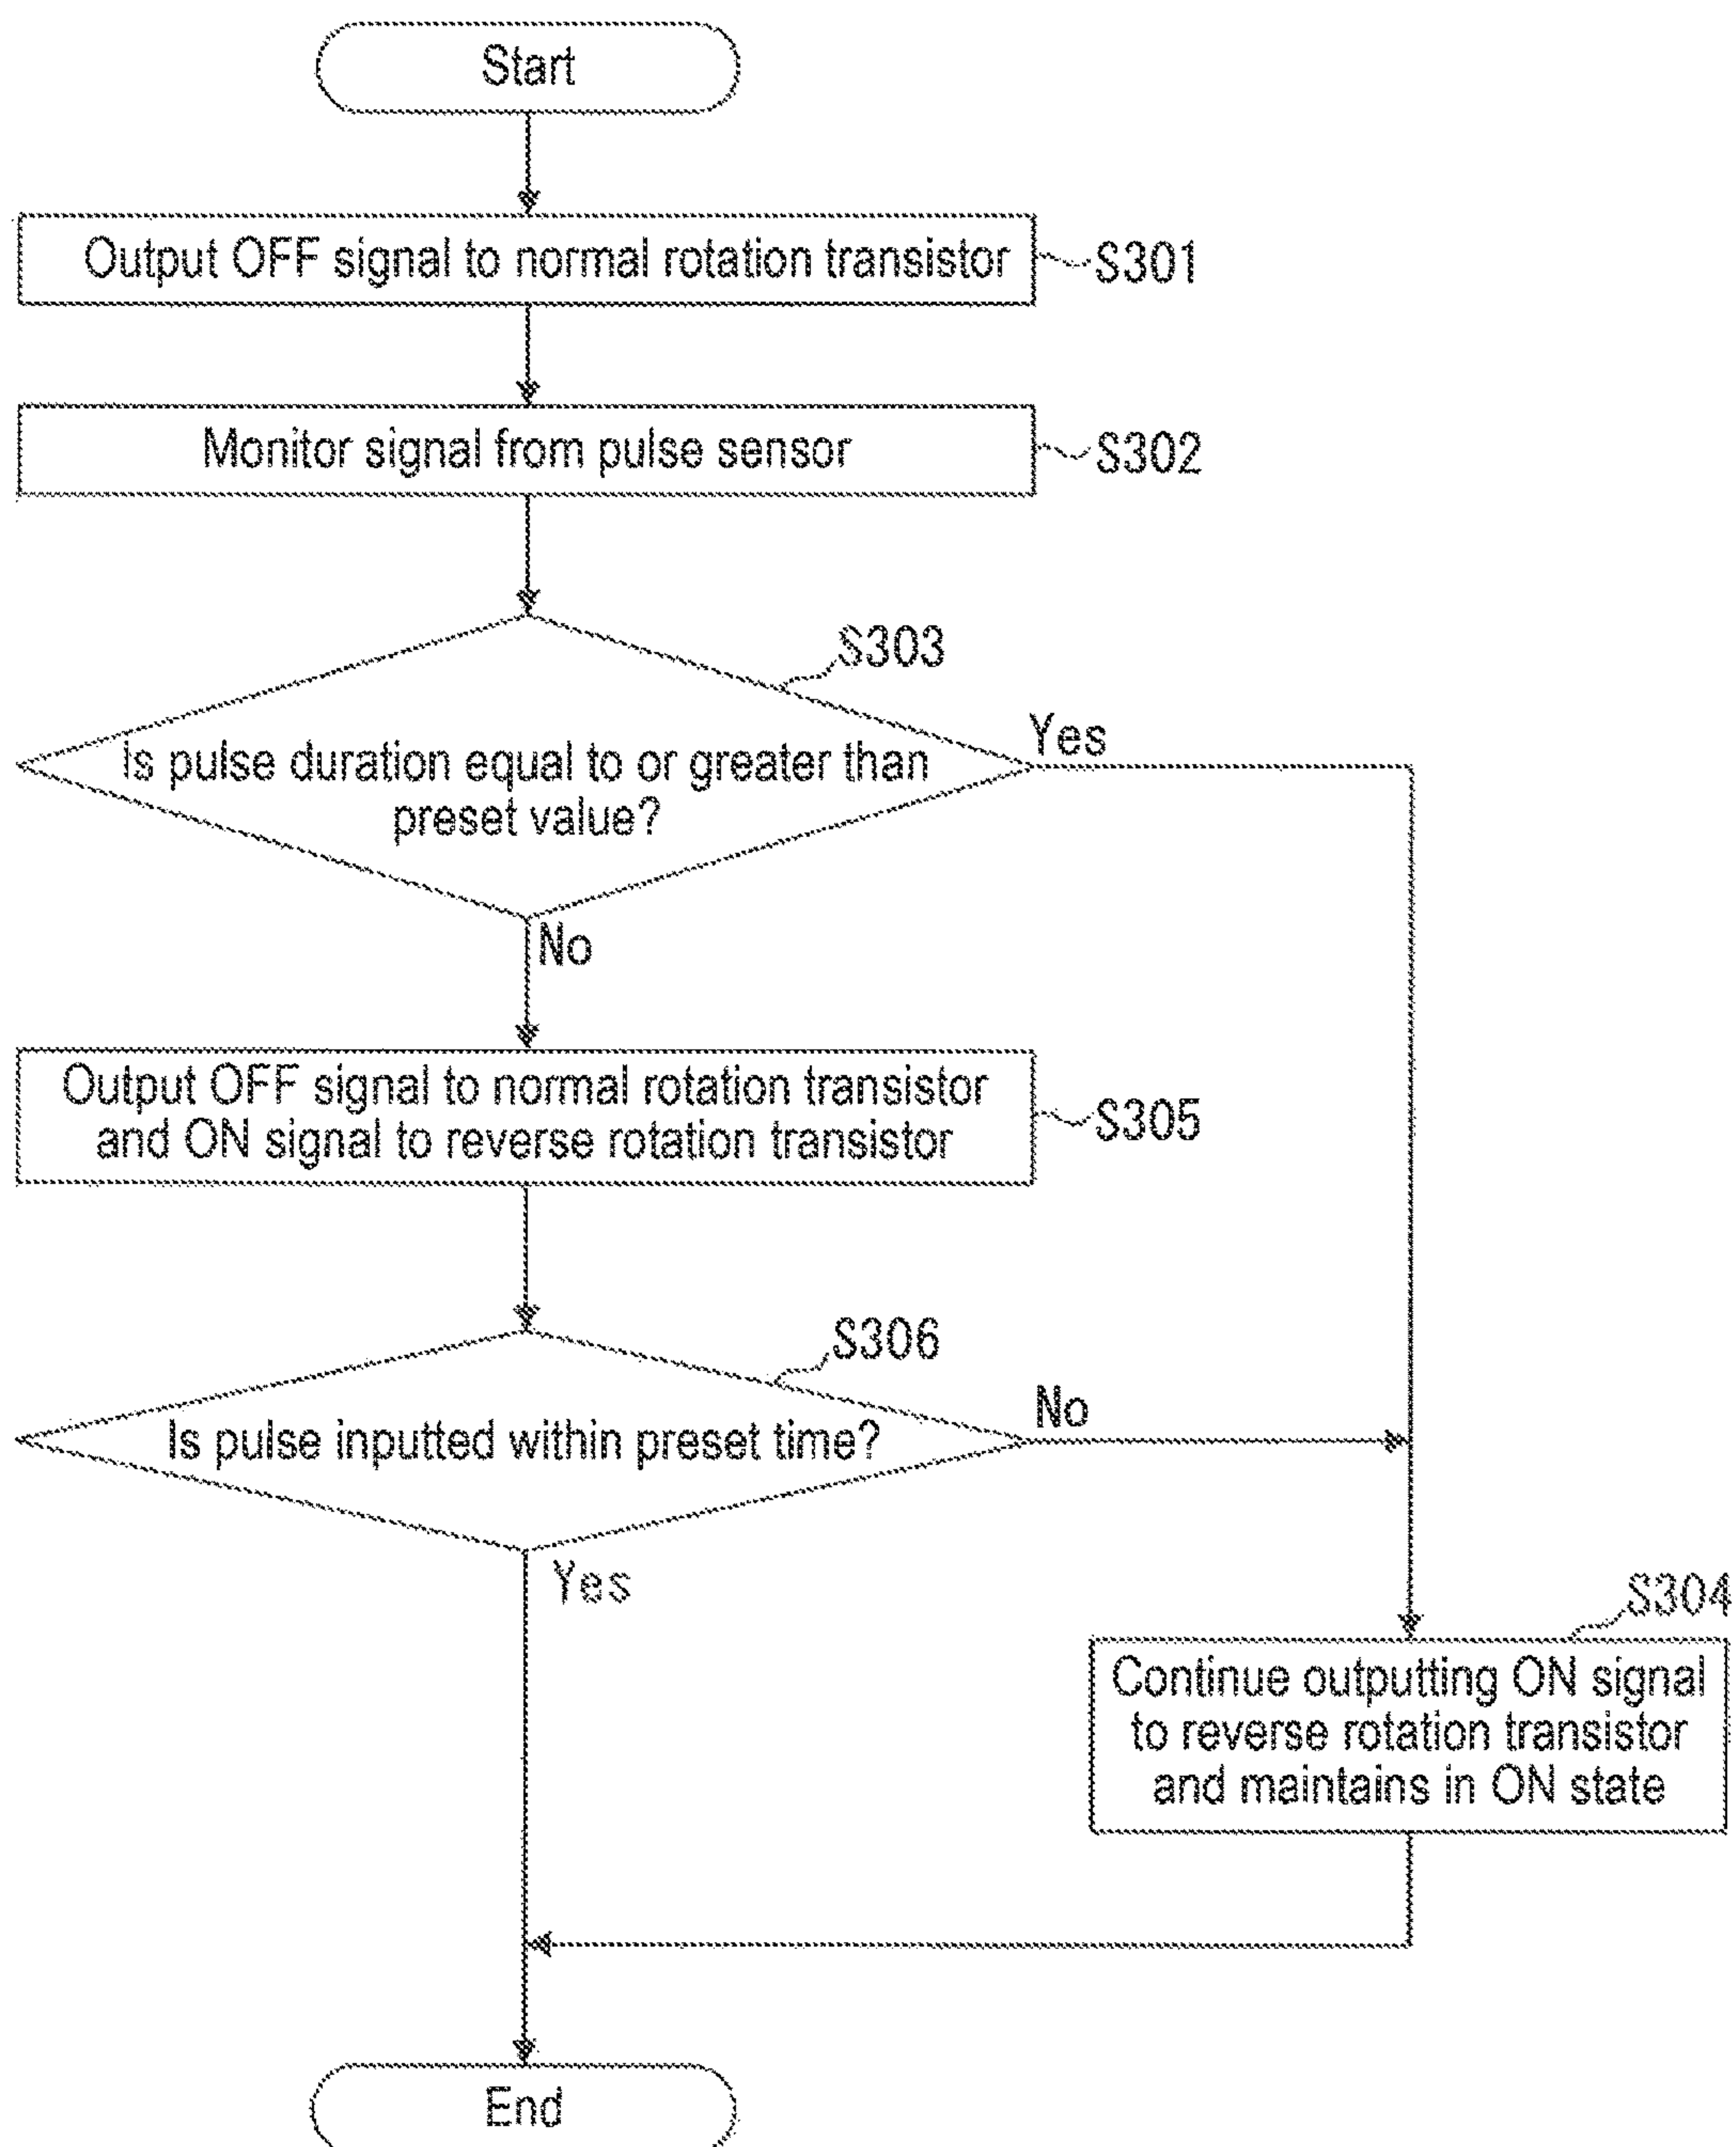 Start
Output OFF signal to normal rotation transistor
S301
Monitor signal from pulse sensor
S302
S303
Is pulse duration equal to or greater than
preset value?
Yes
No
Output OFF signal to normal rotation transistor
and ON signal to reverse rotation transistor
S305
S306
Is pulse inputted within preset time?
No
Yes
S304
Continue outputting ON signal
to reverse rotation transistor
and maintains in ON state
End